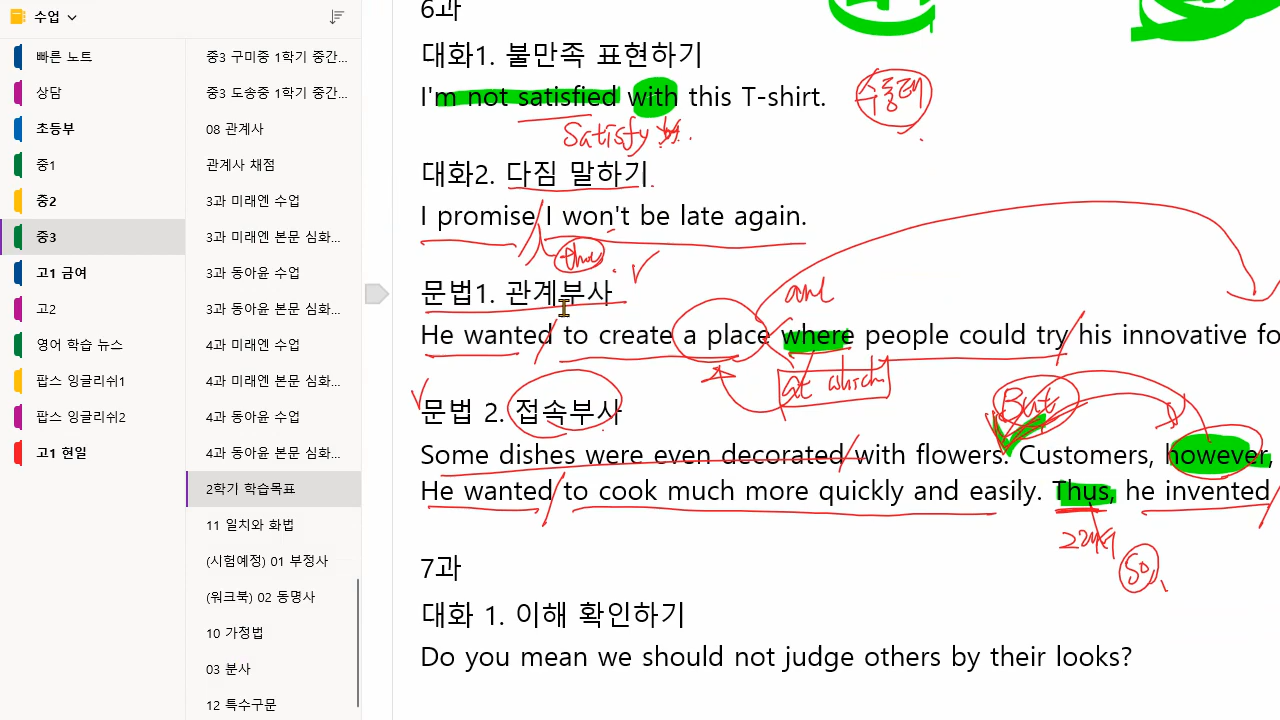 수업
빠른 노트
상담
초등부
중1
중2
중3
고1 금여
고2
영어 학습 뉴스
팝스 잉글리쉬1
팝스 잉글리쉬2
고1 현일
중3 구미중 1학기 중간...
중3 도송중 1학기 중간...
08 관계사
관계사 채점
3과 미래엔 수업
3과 미래엔 본문 심화...
3과 동아윤 수업
3과 동아윤 본문 심화...
4과 미래엔 수업
4과 미래엔 본문 심화...
4과 동아윤 수업
4과 동아윤 본문 심화...
2학기 학습목표
11 일치와 화법
(시험예정) 01 부정사
(워크북) 02 동명사
10 가정법
03 분사
12 특수구문
6과
대화1. 불만족 표현하기
I'm not satisfied with this T-shirt.
수동태
Satisfy
대화2. 다짐 말하기
I promise I won't be late again.
that
문법1. 관계부사
and
He wanted to create a place where people could try his innovative fo
at which
문법 2. 접속부사
But
Some dishes were even decorated with flowers. Customers, however,
He wanted to cook much more quickly and easily. Thus, he invented
그래서
So,
7과
대화 1. 이해 확인하기
Do you mean we should not judge others by their looks?